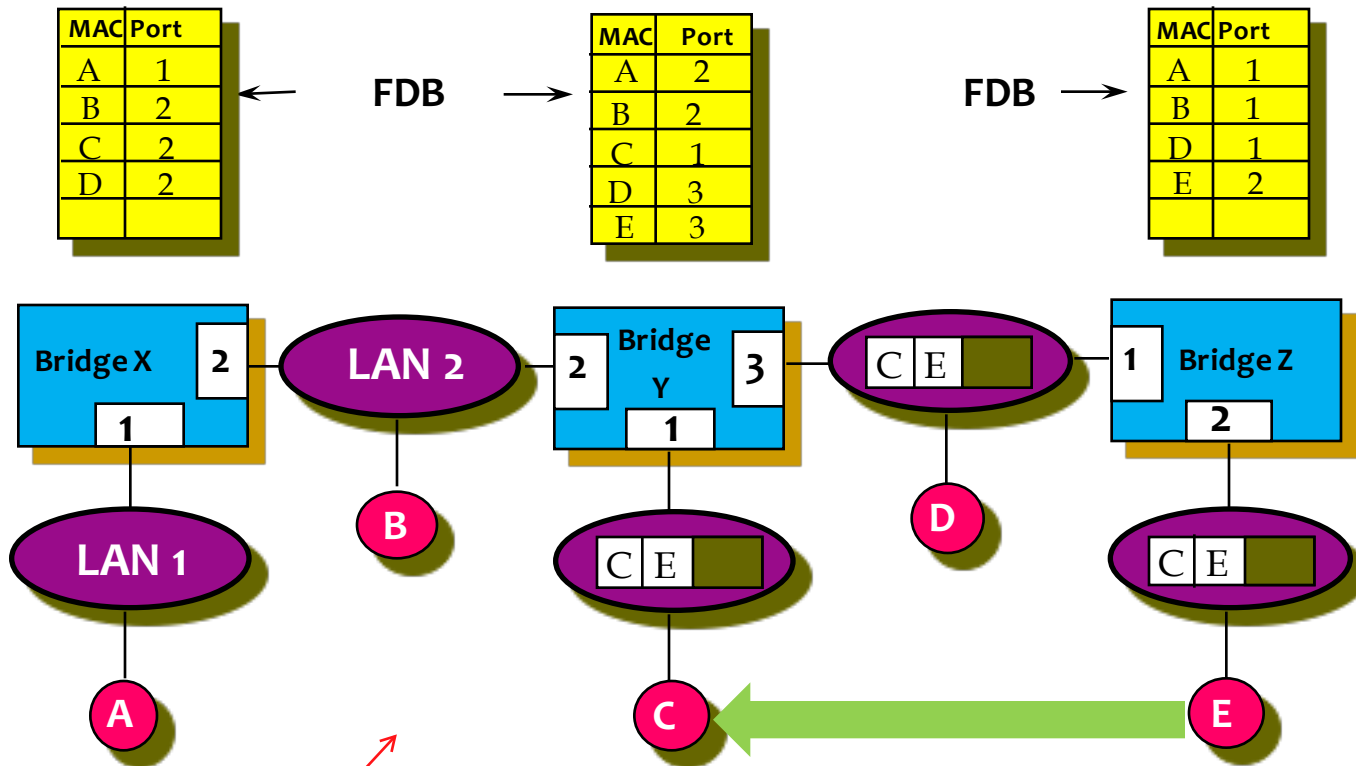 MAC Port
A 1
B 2
C 2
D 2
FDB
MAC Port
A 2
B 2
C 1
D 3
E 3
FDB
MAC Port
A 1
B 1
D 1
E 2
Bridge X
2
1
LAN 2
2
Bridge
Y
3
1
C E
1
Bridge Z
2
LAN 1
B
C E
D
C E
A
C
E